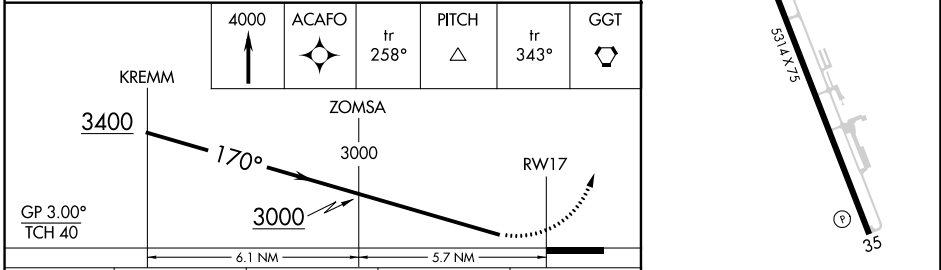 4000
ACAFO
tr
258°
PITCH
tr
343°
GGT
KREMM
3400
170°
ZOMSA
3000
3000
RW17
GP 3.00°
TCH 40
6.1 NM
5.7 NM
5314 X 75
P
35